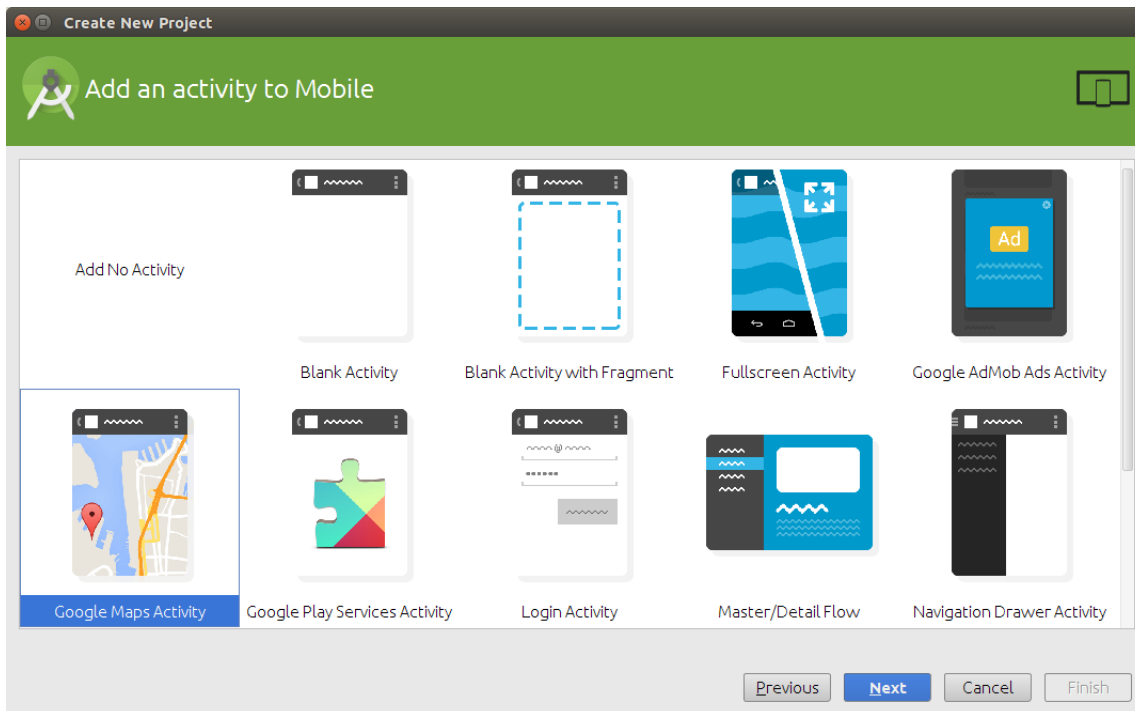 Create New Project
Add an activity to Mobile
Add No Activity
Blank Activity
Blank Activity with Fragment
Fullscreen Activity
Ad
Google AdMob Ads Activity
@
Google Maps Activity
Google Play Services Activity
Login Activity
Master/Detail Flow
Navigation Drawer Activity
Previous
Next
Cancel
Finish